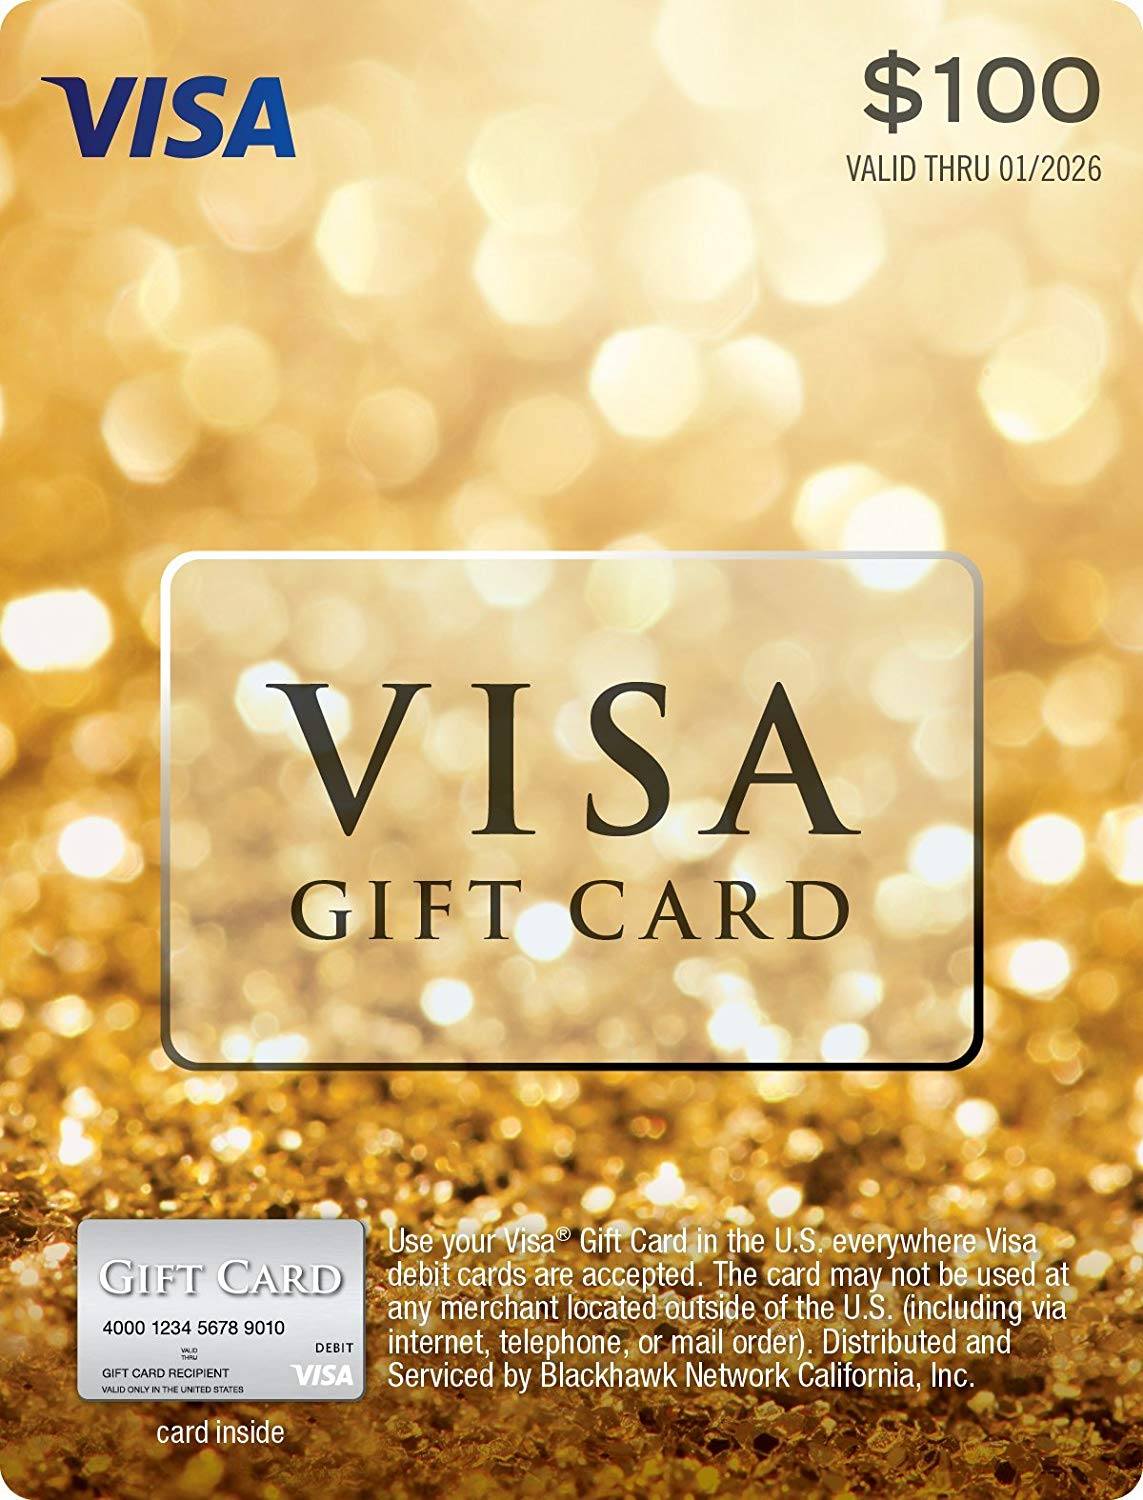 VISA
$100
VALID THRU 01/2026
VISA
GIFT CARD
GIFT CARD
4000 1234 5678 9010
VALID
THRU
DEBIT
GIFT CARD RECIPIENT
VISA
VALID ONLY IN THE UNITED STATES
card inside
Use your Visa® Gift Card in the U.S. everywhere Visa
debit cards are accepted. The card may not be used at
any merchant located outside of the U.S. (including via
internet, telephone, or mail order). Distributed and
Serviced by Blackhawk Network California, Inc.